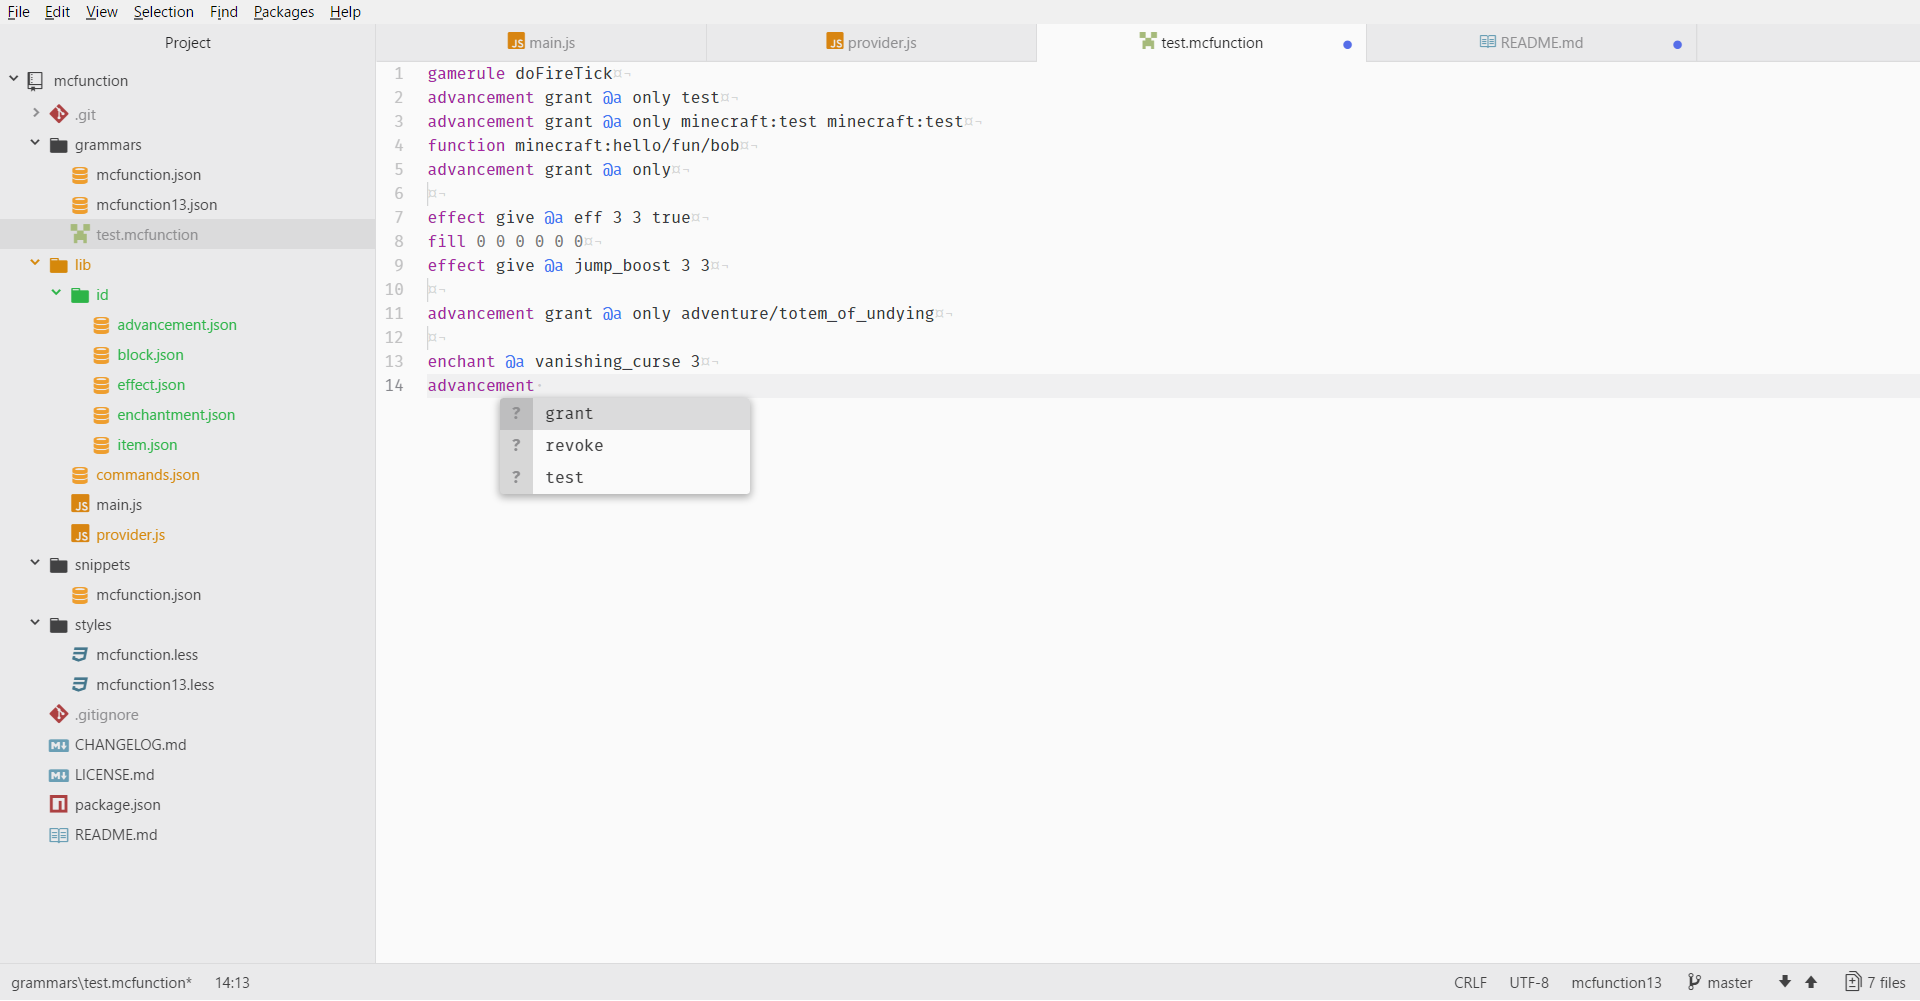 File Edit View Selection Find Packages Help
Project
mcfunction
.git
grammars
mcfunction.json
mcfunction13.json
test.mcfunction
lib
id
advancement.json
block.json
effect.json
enchantment.json
item.json
commands.json
main.js
provider.js
snippets
mcfunction.json
styles
mcfunction.less
mcfunction13.less
.gitignore
CHANGELOG.md
LICENSE.md
package.json
README.md
main.js provider.js test.mcfunction README.md
1 gamerule doFireTick¤¬
2 advancement grant @a only test¤¬
3 advancement grant @a only minecraft:test minecraft:test¤¬
4 function minecraft:hello/fun/bob¤¬
5 advancement grant @a only¤¬
6 ¤¬
7 effect give @a eff 3 3 true¤¬
8 fill 0 0 0 0 0 0¤¬
9 effect give @a jump_boost 3 3¤¬
10 ¤¬
11 advancement grant @a only adventure/totem_of_undying¤¬
12 ¤¬
13 enchant @a vanishing_curse 3¤¬
14 advancement·
? grant
? revoke
? test
grammars\test.mcfunction* 14:13 CRLF UTF-8 mcfunction13 master 7 files